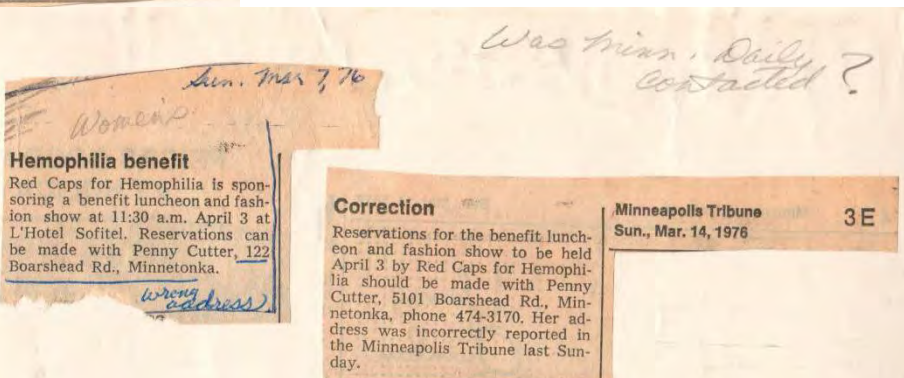 Was Minn. Daily
Contacted?
Sun. Mar 7, 76
Women's
Hemophilia benefit
Red Caps for Hemophilia is spon-
soring a benefit luncheon and fash-
ion show at 11:30 a.m. April 3 at
L'Hotel Sofitel. Reservations can
be made with Penny Cutter, 122
Boarshead Rd., Minnetonka.
wrong
address
Correction
Reservations for the benefit lunch-
eon and fashion show to be held
April 3 by Red Caps for Hemophi-
lia should be made with Penny
Cutter, 5101 Boarshead Rd., Min-
netonka, phone 474-3170. Her ad-
dress was incorrectly reported in
the Minneapolis Tribune last Sun-
day.
Minneapolis Tribune
Sun., Mar. 14, 1976
3E